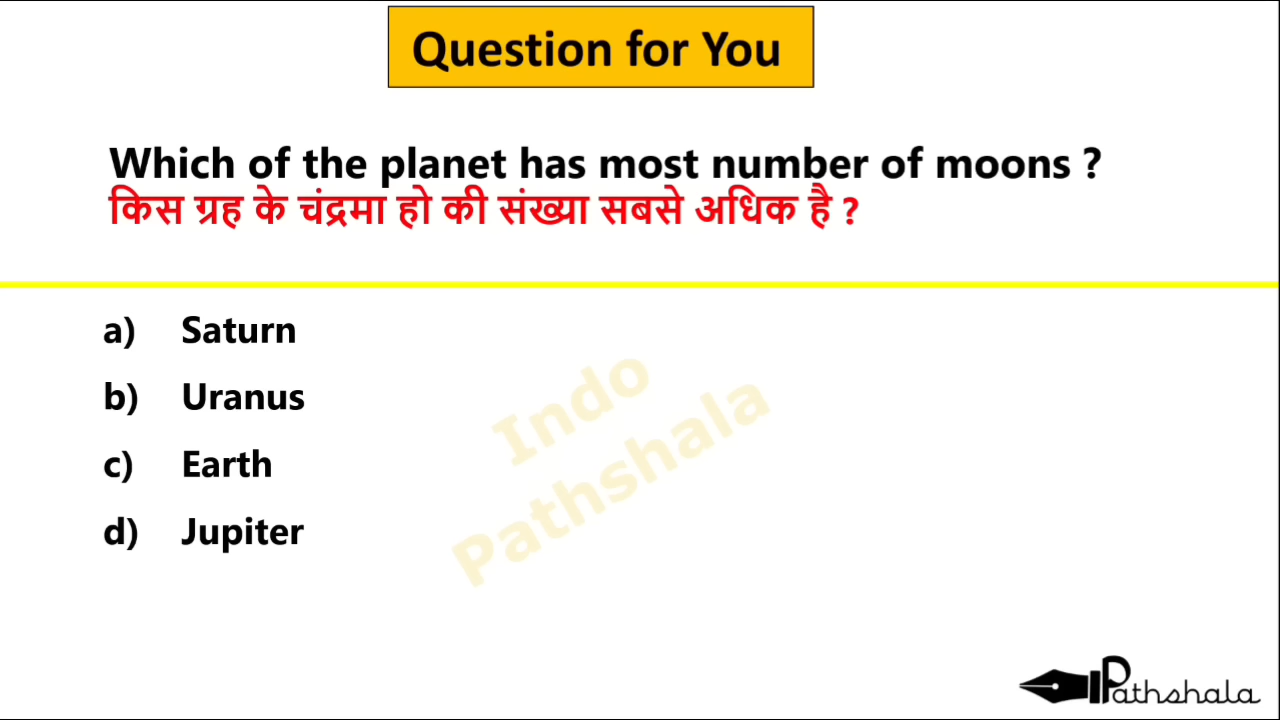 Question for You
Which of the planet has most number of moons ?
किस ग्रह के चंद्रमा हो की संख्या सबसे अधिक है ?
a) Saturn
b) Uranus
c) Earth
d) Jupiter
Indo
Pathshala
Pathshala